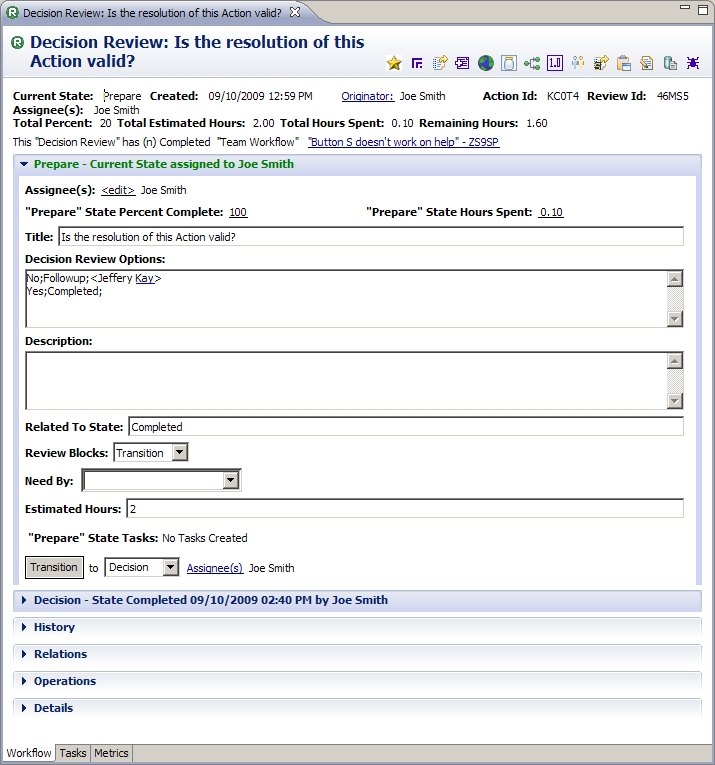 Decision Review: Is the resolution of this Action valid?
Decision Review: Is the resolution of this
Action valid?
Current State: Prepare Created: 09/10/2009 12:59 PM Originator: Joe Smith Action Id: KC0T4 Review Id: 46MS5
Assignee(s): Joe Smith
Total Percent: 20 Total Estimated Hours: 2.00 Total Hours Spent: 0.10 Remaining Hours: 1.60
This "Decision Review" has (n) Completed "Team Workflow" "Button S doesn't work on help" - ZS9SP
Prepare - Current State assigned to Joe Smith
Assignee(s): <edit> Joe Smith
"Prepare" State Percent Complete: 100 "Prepare" State Hours Spent: 0.10
Title: Is the resolution of this Action valid?
Decision Review Options:
No;Followup;<Jeffery Kay>
Yes;Completed;
Description:
Related To State: Completed
Review Blocks: Transition
Need By:
Estimated Hours: 2
"Prepare" State Tasks: No Tasks Created
Transition to Decision Assignee(s) Joe Smith
Decision - State Completed 09/10/2009 02:40 PM by Joe Smith
History
Relations
Operations
Details
Workflow Tasks Metrics